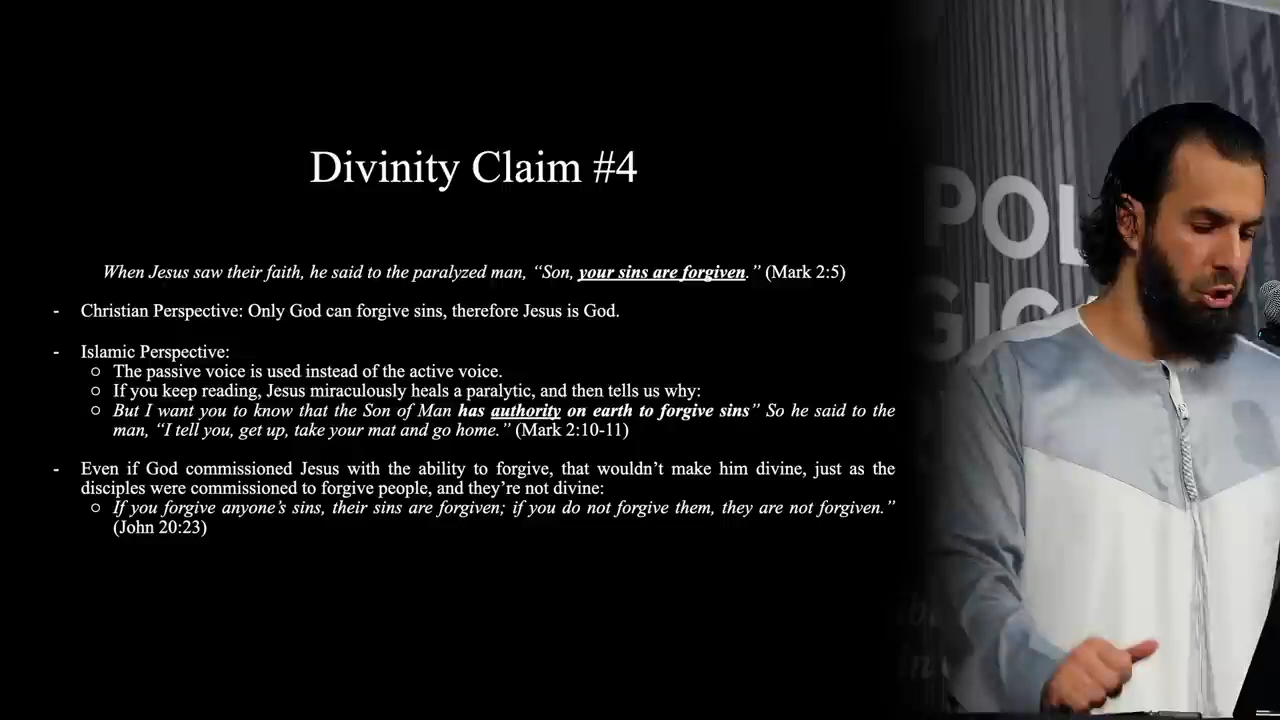 Divinity Claim #4
When Jesus saw their faith, he said to the paralyzed man, “Son, your sins are forgiven.” (Mark 2:5)
- Christian Perspective: Only God can forgive sins, therefore Jesus is God.
- Islamic Perspective:
○ The passive voice is used instead of the active voice.
○ If you keep reading, Jesus miraculously heals a paralytic, and then tells us why:
○ But I want you to know that the Son of Man has authority on earth to forgive sins” So he said to the
man, “I tell you, get up, take your mat and go home.” (Mark 2:10-11)
- Even if God commissioned Jesus with the ability to forgive, that wouldn’t make him divine, just as the
disciples were commissioned to forgive people, and they’re not divine:
○ If you forgive anyone’s sins, their sins are forgiven; if you do not forgive them, they are not forgiven.”
(John 20:23)
POL
GIC